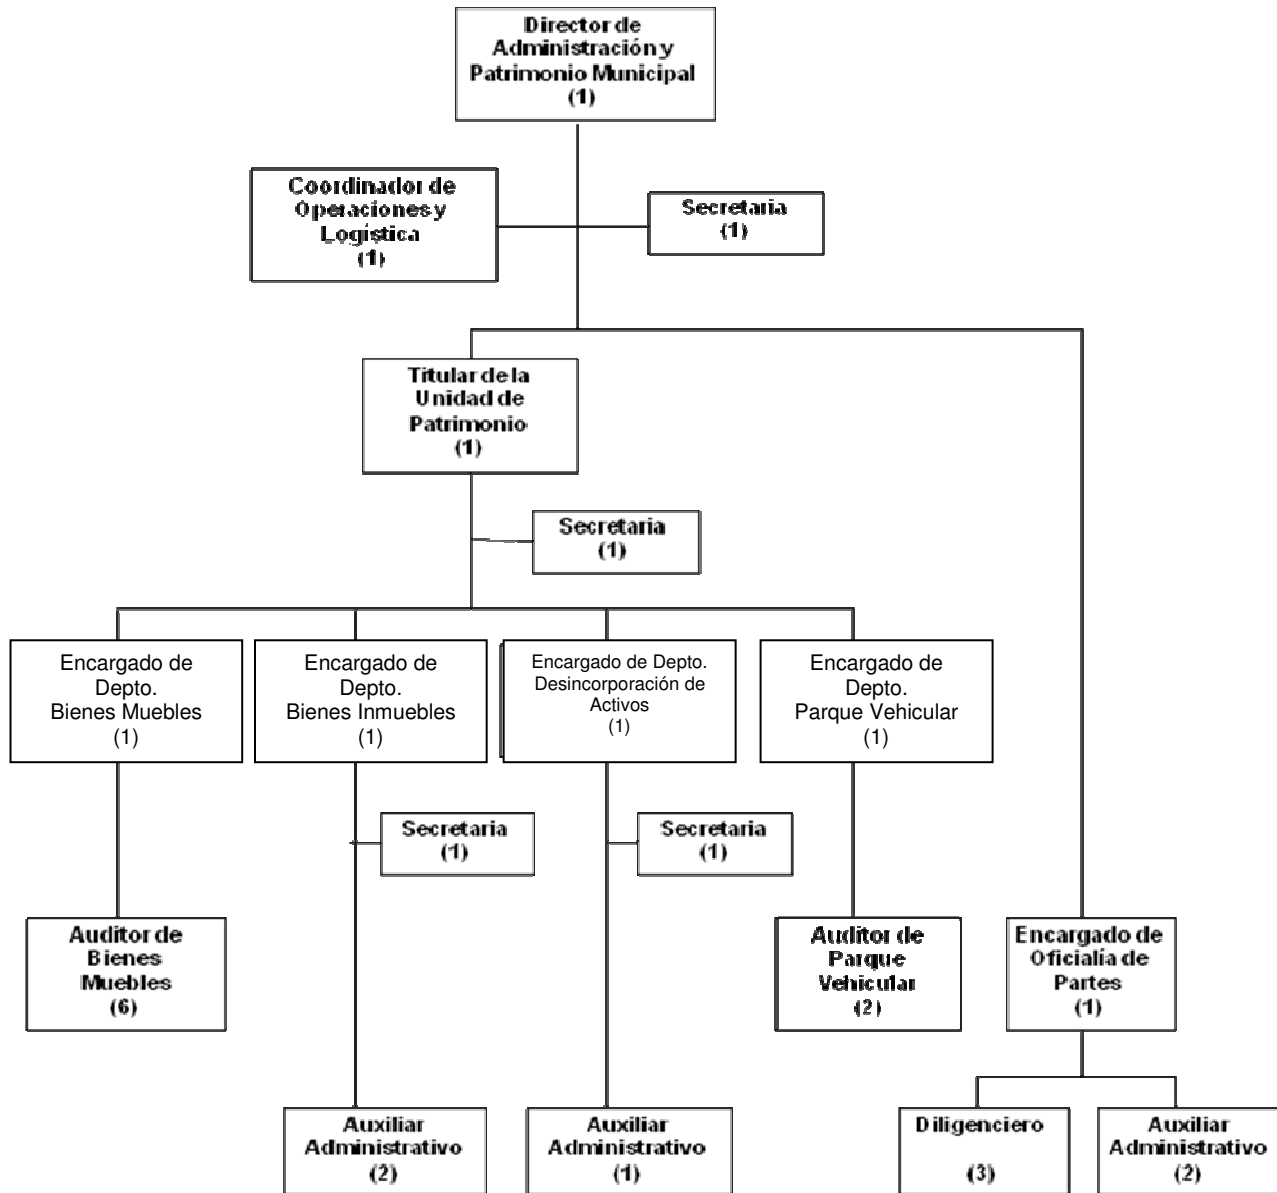 Director de
Administración y
Patrimonio Municipal
(1)
Coordinador de
Operaciones y
Logística
(1)
Secretaria
(1)
Titular de la
Unidad de
Patrimonio
(1)
Secretaria
(1)
Encargado de
Depto.
Bienes Muebles
(1)
Encargado de
Depto.
Bienes Inmuebles
(1)
Encargado de Depto.
Desincorporación de
Activos
(1)
Encargado de
Depto.
Parque Vehicular
(1)
Secretaria
(1)
Secretaria
(1)
Auditor de
Bienes
Muebles
(6)
Auditor de
Parque
Vehicular
(2)
Encargado de
Oficialía de
Partes
(1)
Auxiliar
Administrativo
(2)
Auxiliar
Administrativo
(1)
Diligenciero
(3)
Auxiliar
Administrativo
(2)